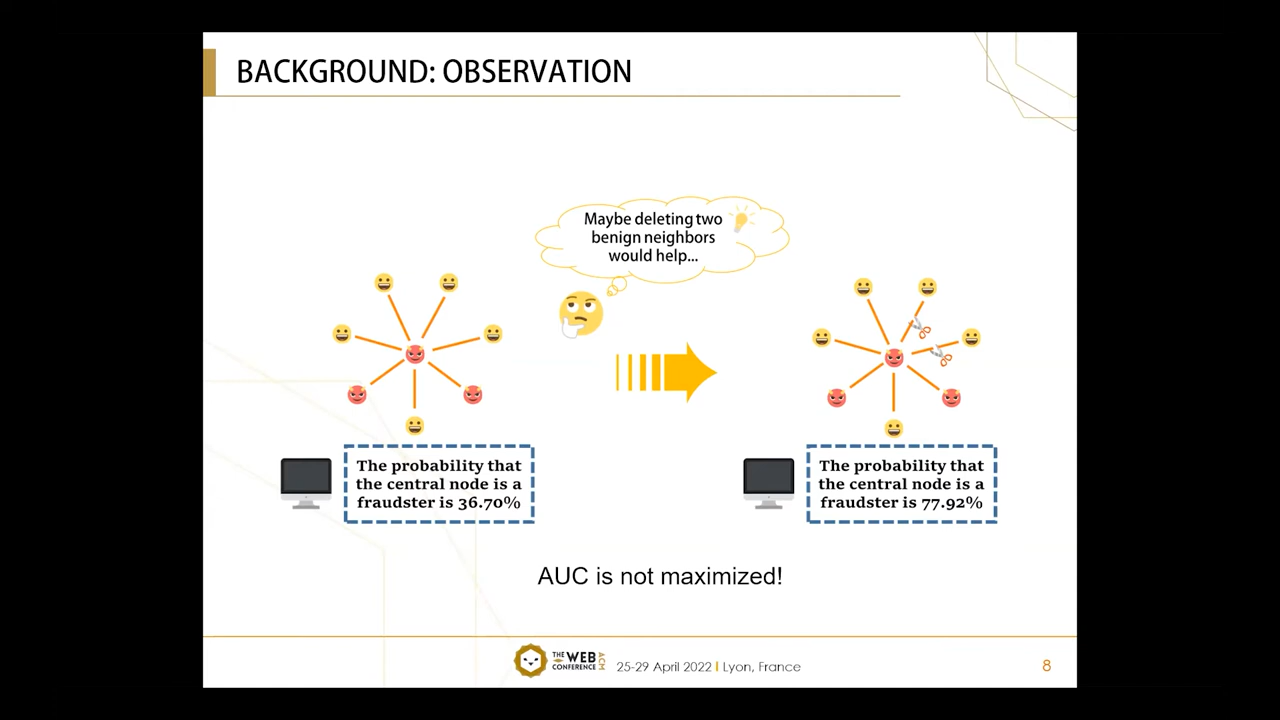 BACKGROUND: OBSERVATION
Maybe deleting two
benign neighbors
would help...
The probability that
the central node is a
fraudster is 36.70%
The probability that
the central node is a
fraudster is 77.92%
AUC is not maximized!
THE WEB CONFERENCE ACM
25-29 April 2022 I Lyon, France
8